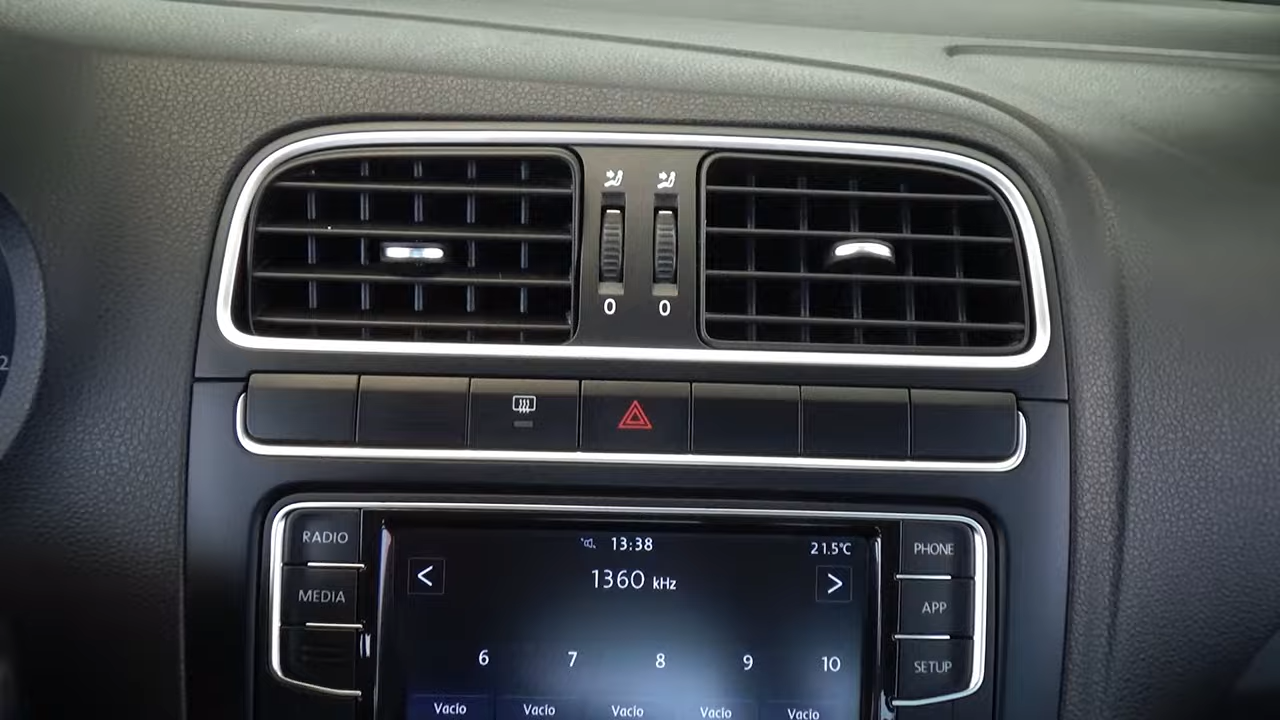 0 0
RADIO
MEDIA
13:38
21.5°C
<
1360 kHz
>
6 7 8 9 10
Vacío Vacío Vacío Vacío Vacío
PHONE
APP
SETUP
2